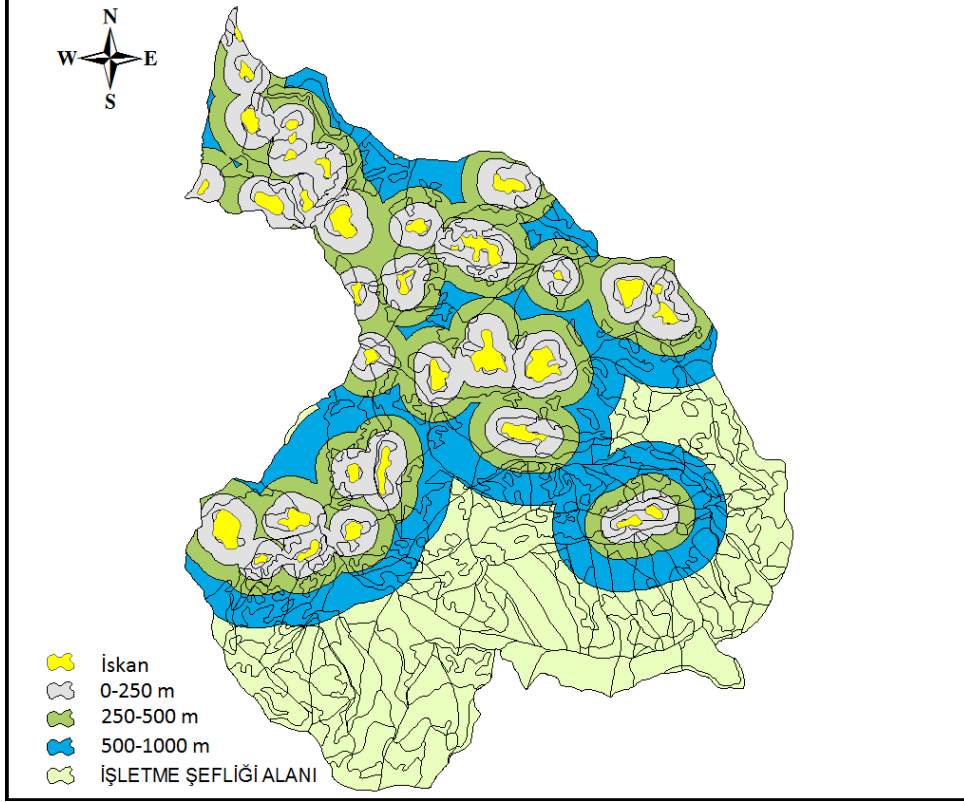 N
W E
S
İskan
0-250 m
250-500 m
500-1000 m
İŞLETME ŞEFLİĞİ ALANI